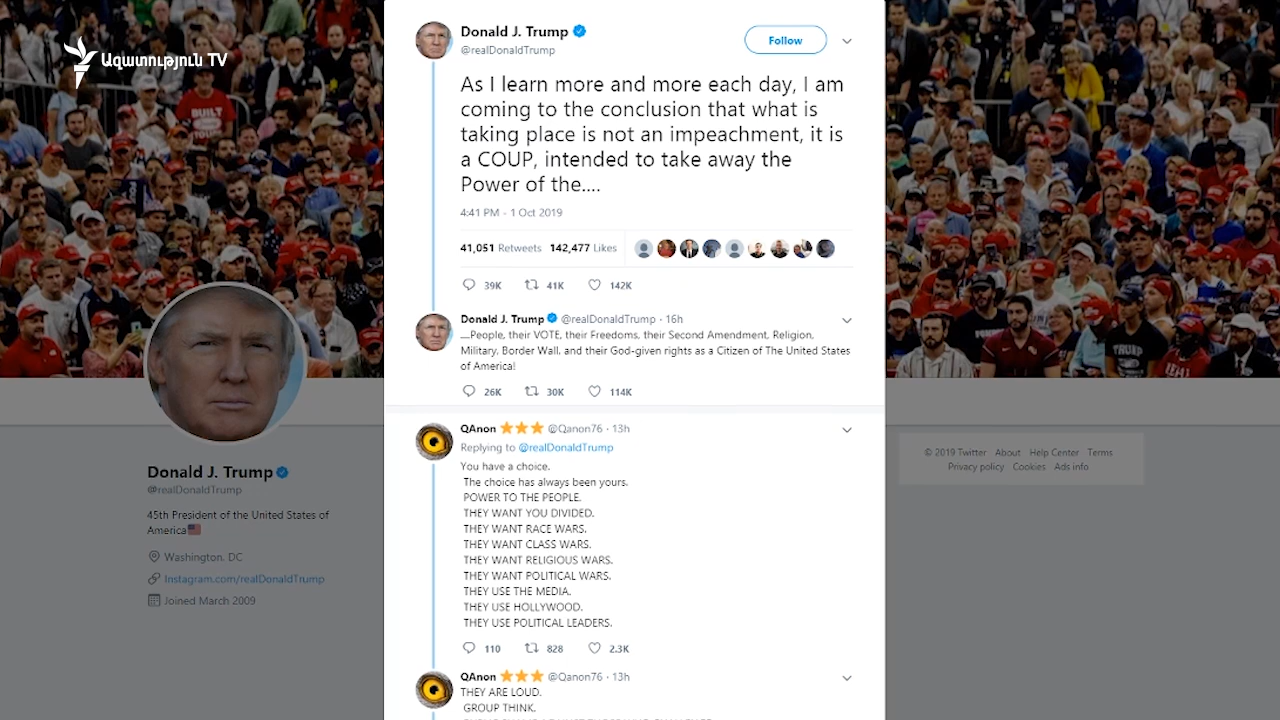 Ազատություն TV
BUILT
TRUMP
Donald J. Trump
@realDonaldTrump
45th President of the United States of
America
Washington, DC
Instagram.com/realDonaldTrump
Joined March 2009
Donald J. Trump
@realDonaldTrump
Follow
As I learn more and more each day, I am
coming to the conclusion that what is
taking place is not an impeachment, it is
a COUP, intended to take away the
Power of the....
4:41 PM - 1 Oct 2019
41,051 Retweets 142,477 Likes
39K 41K 142K
Donald J. Trump @realDonaldTrump · 16h
....People, their VOTE, their Freedoms, their Second Amendment, Religion,
Military, Border Wall, and their God-given rights as a Citizen of The United States
of America!
26K 30K 114K
QAnon @Qanon76 · 13h
Replying to @realDonaldTrump
You have a choice.
The choice has always been yours.
POWER TO THE PEOPLE.
THEY WANT YOU DIVIDED.
THEY WANT RACE WARS.
THEY WANT CLASS WARS.
THEY WANT RELIGIOUS WARS.
THEY WANT POLITICAL WARS.
THEY USE THE MEDIA.
THEY USE HOLLYWOOD.
THEY USE POLITICAL LEADERS.
110 828 2.3K
QAnon @Qanon76 · 13h
THEY ARE LOUD.
GROUP THINK.
© 2019 Twitter About Help Center Terms
Privacy policy Cookies Ads info